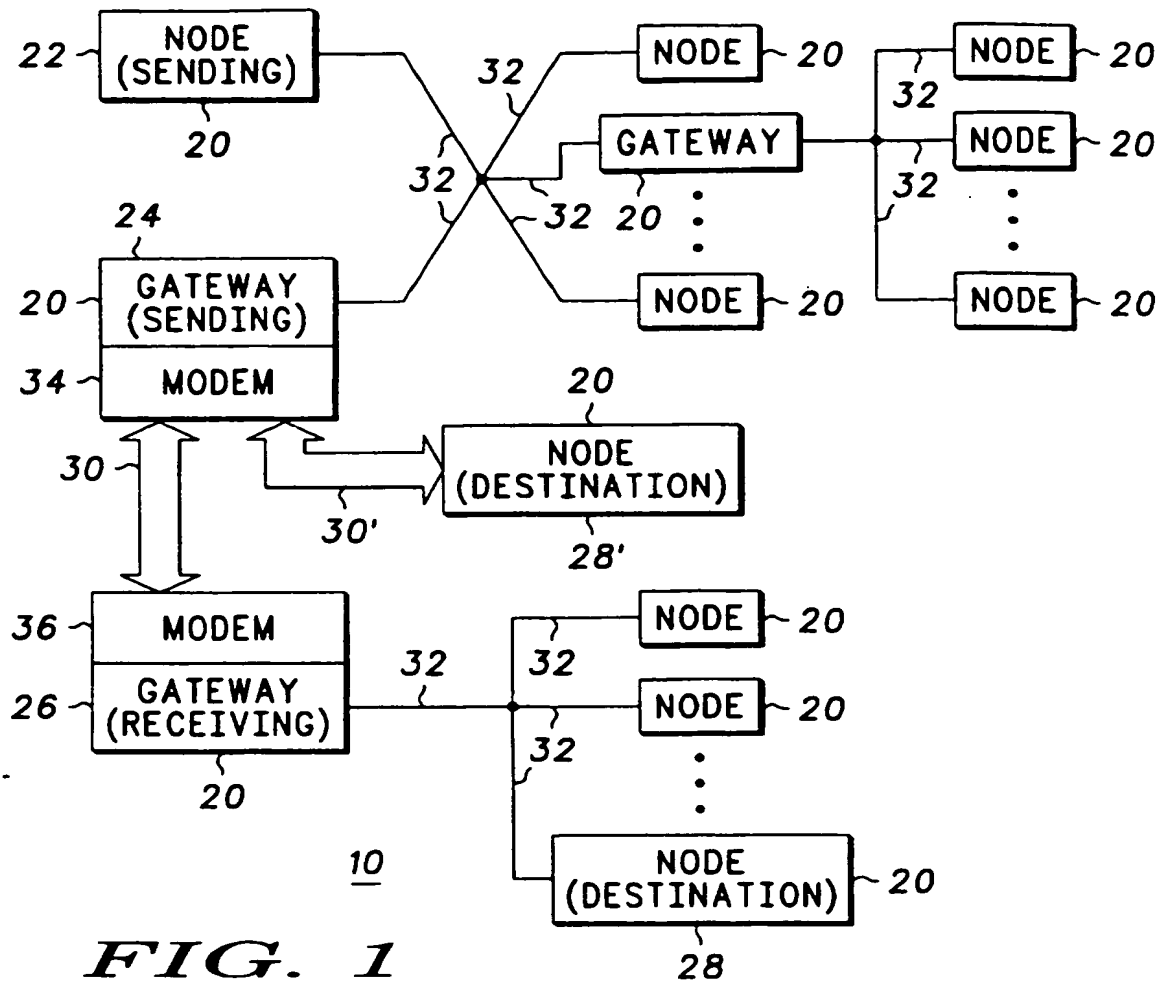 22 NODE (SENDING) 20
32
32
32
32
32
NODE 20
GATEWAY 20
NODE 20
32
NODE 20
32
NODE 20
NODE 20
24
20 GATEWAY (SENDING)
34 MODEM
30
30'
20
NODE
(DESTINATION)
28'
36 MODEM
26 GATEWAY
(RECEIVING)
20
32
32
NODE 20
32
NODE 20
32
NODE
(DESTINATION) 20
28
10
FIG. 1